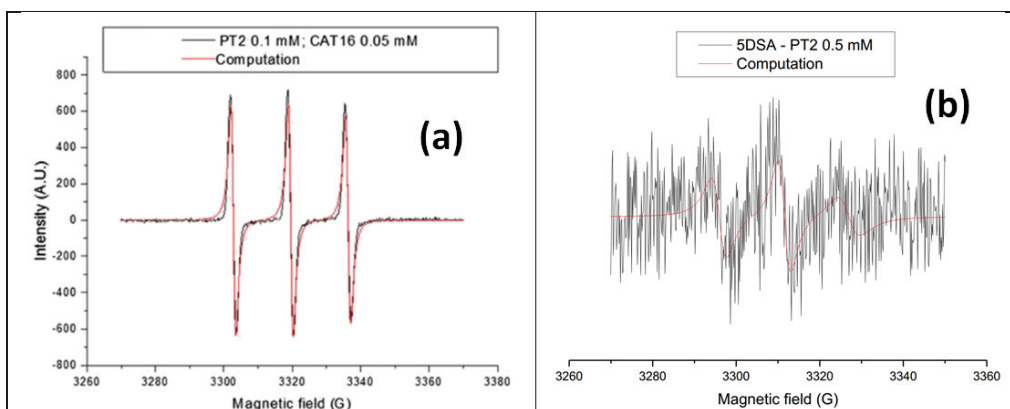 PT2 0.1 mM; CAT16 0.05 mM
Computation
(a)
Intensity (A.U.)
800
600
400
200
0
-200
-400
-600
-800
3260 3280 3300 3320 3340 3360 3380
Magnetic field (G)
5DSA - PT2 0.5 mM
Computation
(b)
3260 3280 3300 3320 3340 3360
Magnetic field (G)